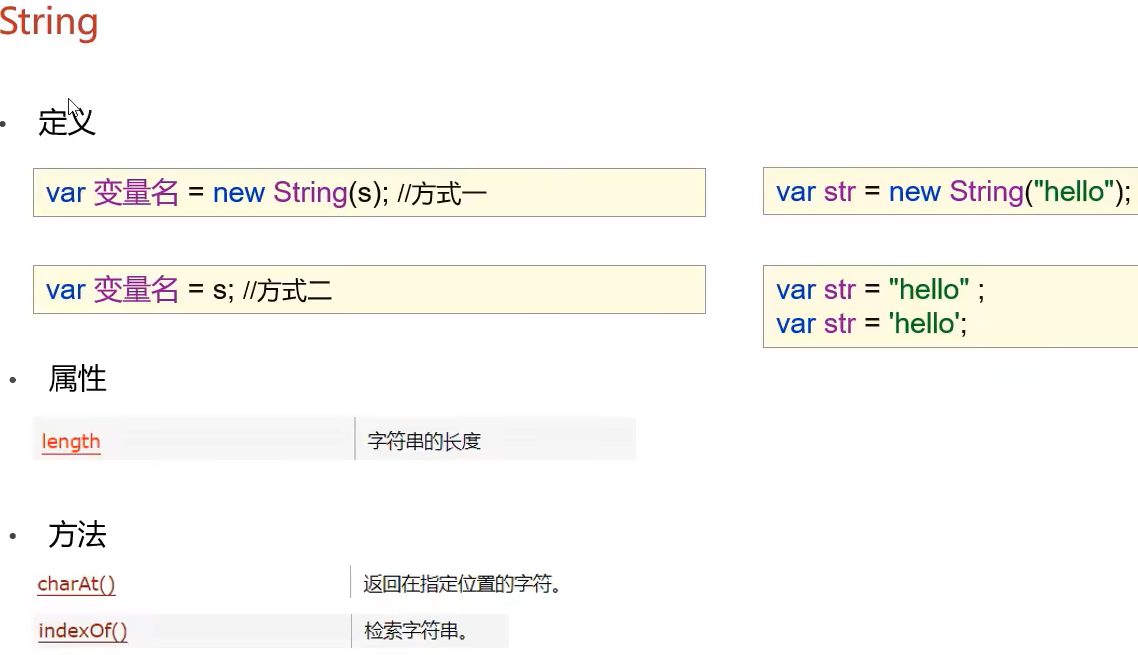 String
• 定义
var 变量名 = new String(s); //方式一
var str = new String("hello");
var 变量名 = s; //方式二
var str = "hello" ;
var str = 'hello';
• 属性
length 字符串的长度
• 方法
charAt() 返回在指定位置的字符。
indexOf() 检索字符串。